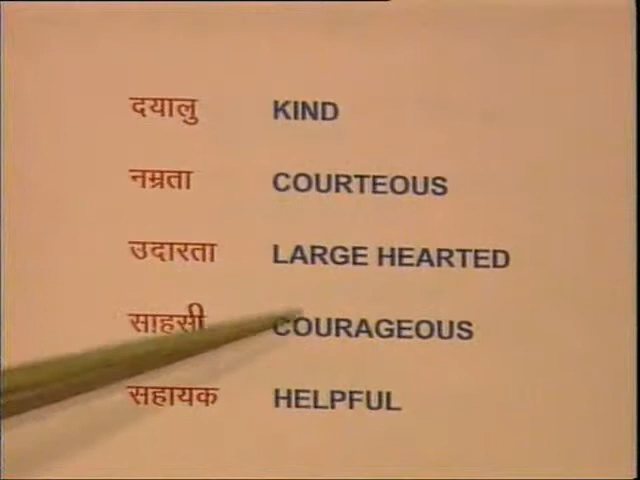 दयालु KIND
नम्रता COURTEOUS
उदारता LARGE HEARTED
साहसी COURAGEOUS
सहायक HELPFUL